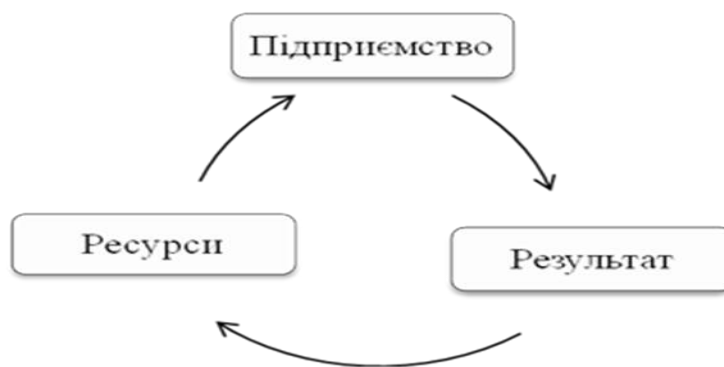 Підприємство
Ресурси
Результат